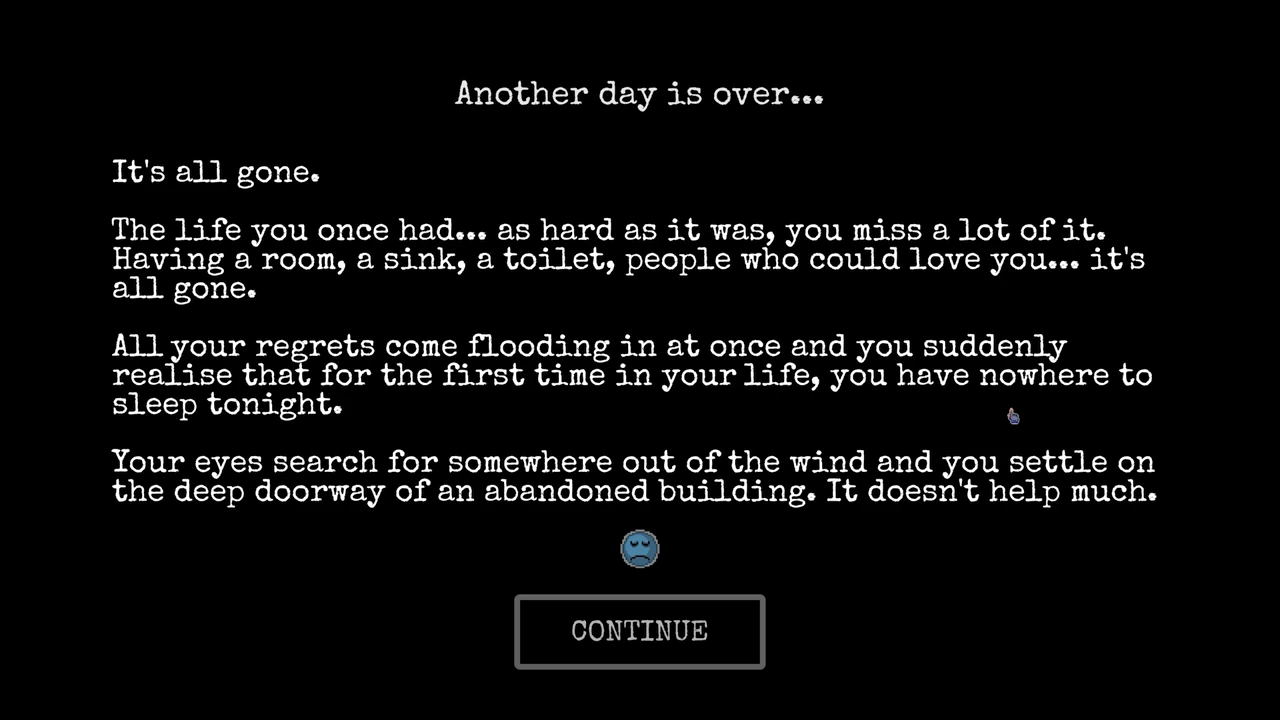 Another day is over...
It's all gone.
The life you once had... as hard as it was, you miss a lot of it.
Having a room, a sink, a toilet, people who could love you... it's
all gone.
All your regrets come flooding in at once and you suddenly
realise that for the first time in your life, you have nowhere to
sleep tonight.
Your eyes search for somewhere out of the wind and you settle on
the deep doorway of an abandoned building. It doesn't help much.
CONTINUE